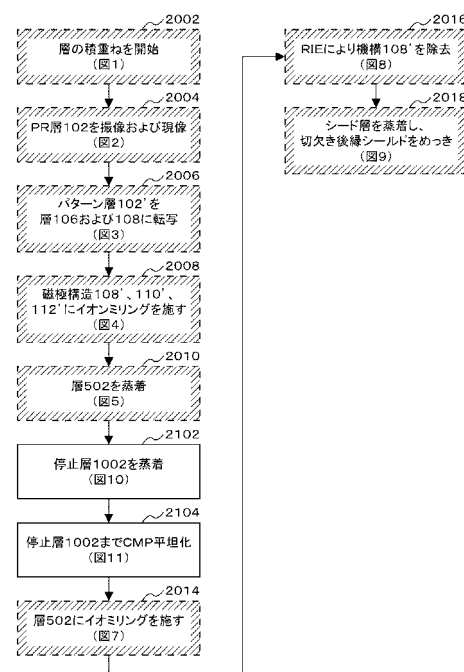 2002
層の積重ねを開始
(図1)
2004
PR層102を撮像および現像
(図2)
2006
パターン層102'を
層106および108に転写
(図3)
2008
磁極構造108'、110'、
112'にイオンミリングを施す
(図4)
2010
層502を蒸着
(図5)
2102
停止層1002を蒸着
(図10)
2104
停止層1002までCMP平坦化
(図11)
2014
層502にイオミリングを施す
(図7)
2016
RIEにより機構108'を除去
(図8)
2018
シード層を蒸着し、
切欠き後縁シールドをめっき
(図9)